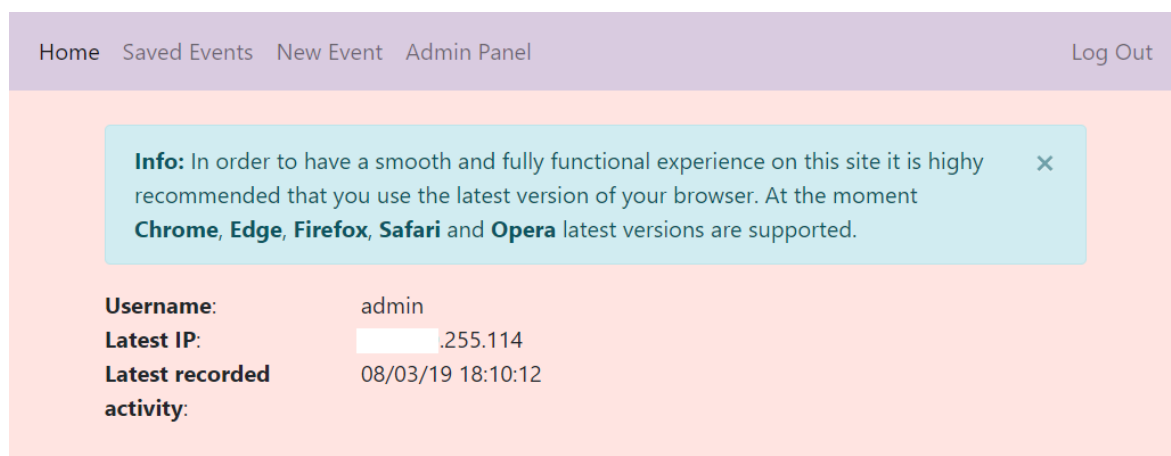 Home Saved Events New Event Admin Panel Log Out
Info: In order to have a smooth and fully functional experience on this site it is highy ×
recommended that you use the latest version of your browser. At the moment
Chrome, Edge, Firefox, Safari and Opera latest versions are supported.
Username: admin
Latest IP: .255.114
Latest recorded 08/03/19 18:10:12
activity: